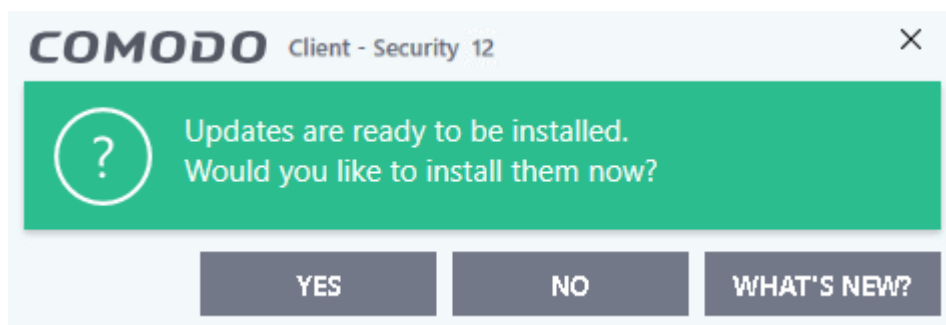 COMODO Client - Security 12
Updates are ready to be installed.
Would you like to install them now?
YES NO WHAT'S NEW?